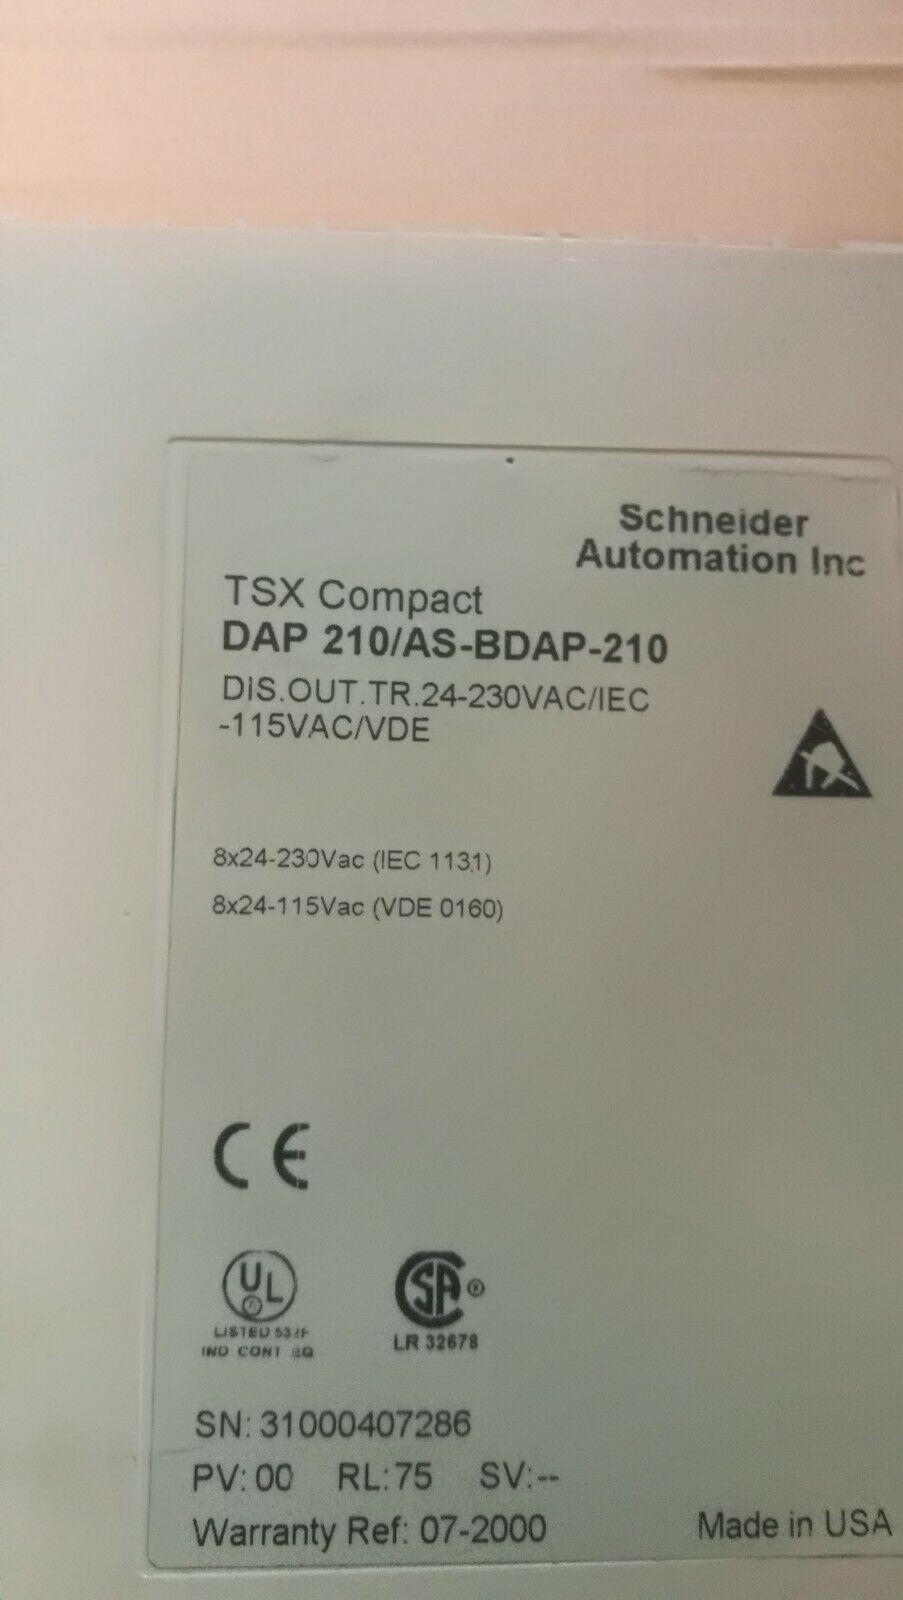 Schneider
Automation Inc
TSX Compact
DAP 210/AS-BDAP-210
DIS.OUT.TR.24-230VAC/IEC
-115VAC/VDE
8x24-230Vac (IEC 1131)
8x24-115Vac (VDE 0160)
CE
UL
LISTED
IND CONT EQ
SA ®
LR 32678
SN: 31000407286
PV: 00 RL: 75 SV:--
Warranty Ref: 07-2000
Made in USA